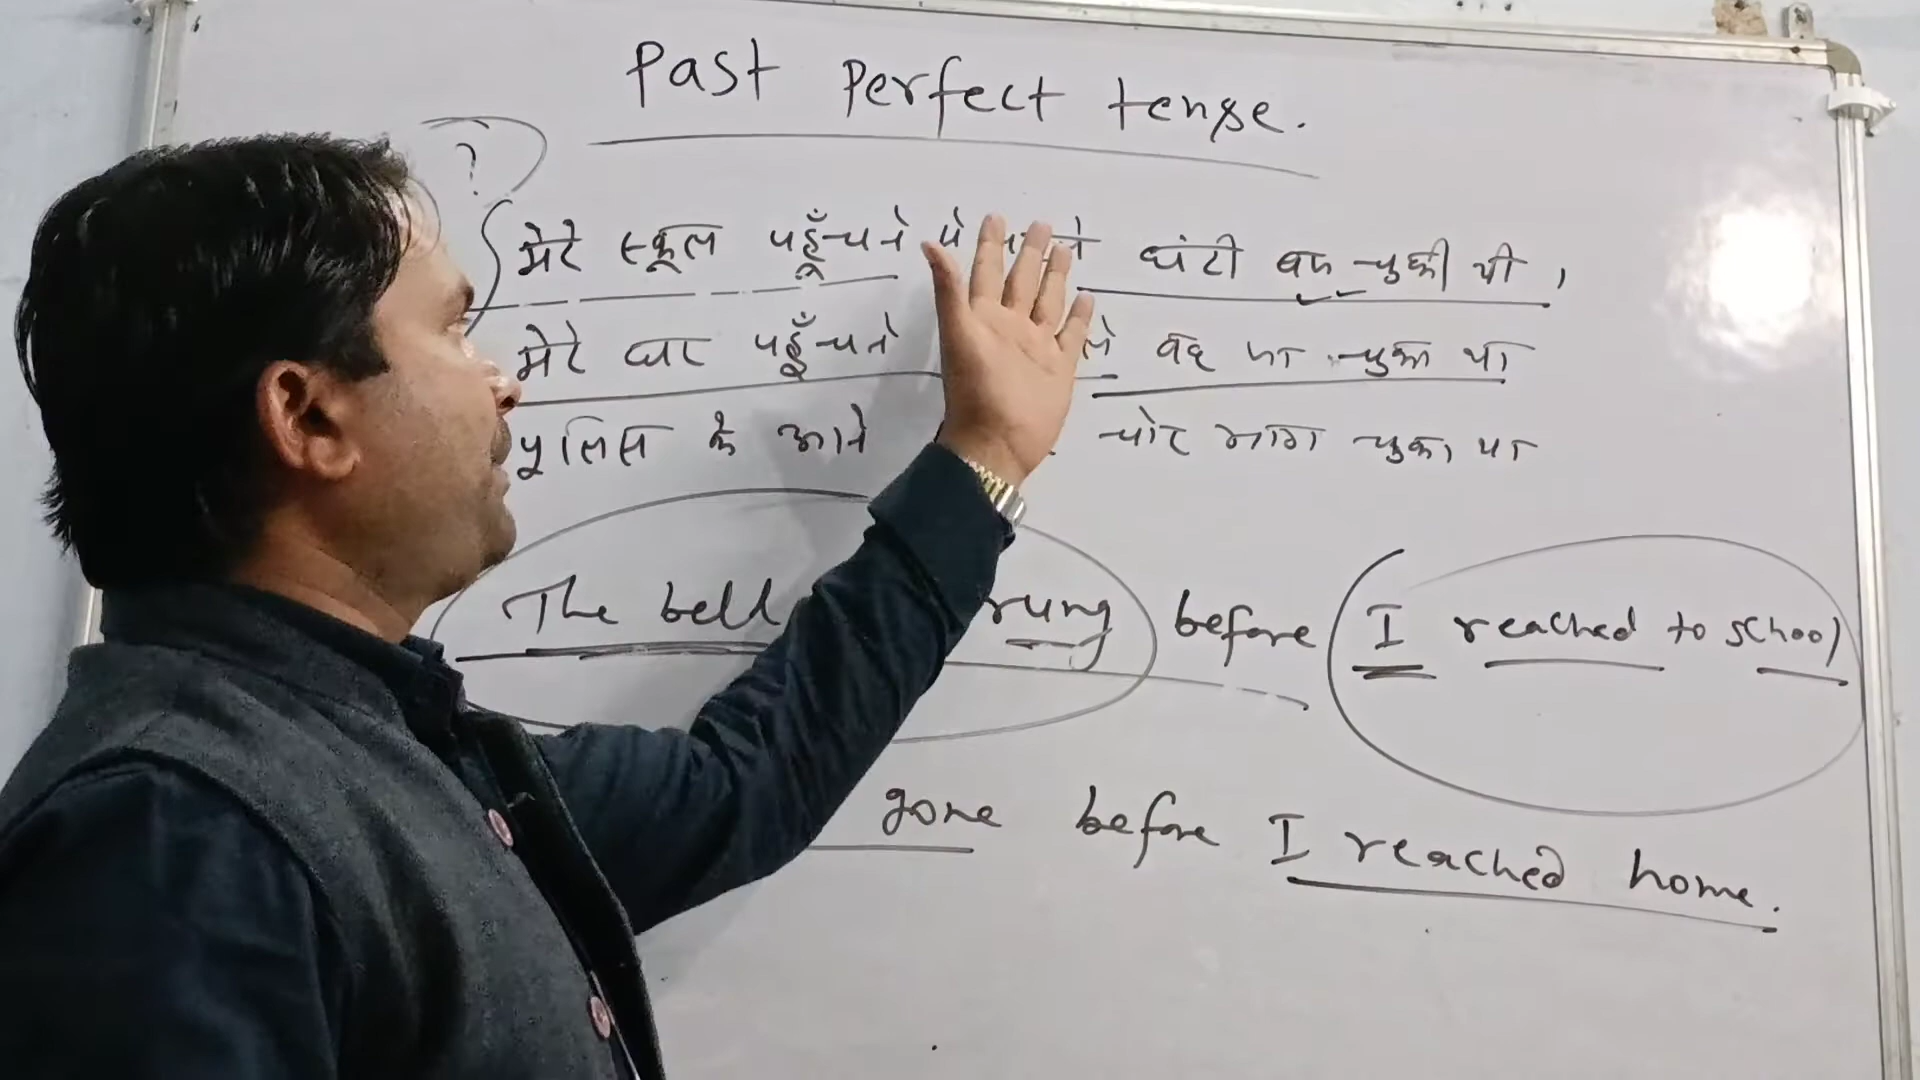 Past Perfect tense.
?
मेरे स्कूल पहुँचने से घंटी बज चुकी थी ,
मेरे घर पहुँचने वह जा चुका था
पुलिस के आने चोर भाग चुका था
The bell rung before I reached to school
gone before I reached home.